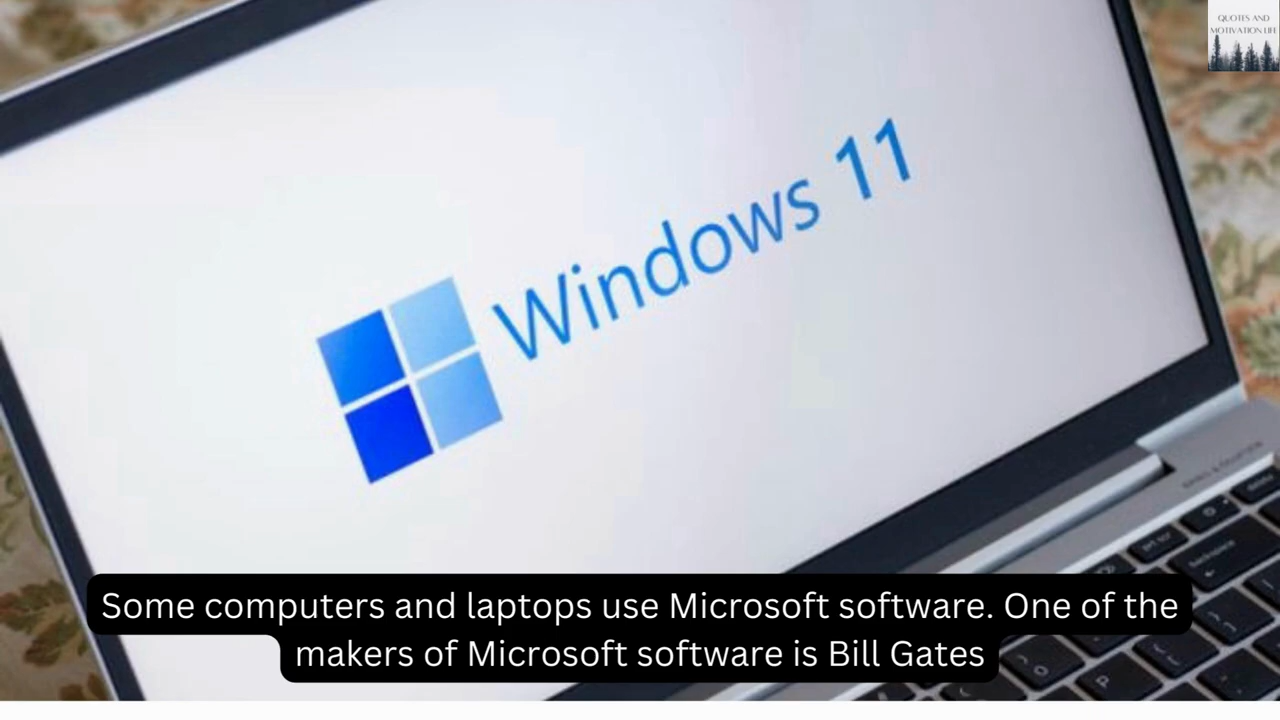 QUOTES AND
MOTIVATION LIFE
Windows 11
backspace
P
Some computers and laptops use Microsoft software. One of the
makers of Microsoft software is Bill Gates